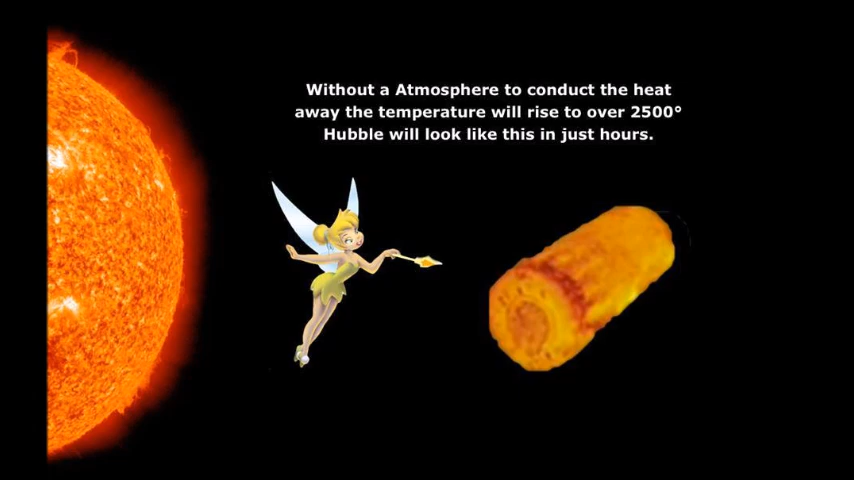 Without a Atmosphere to conduct the heat
away the temperature will rise to over 2500°
Hubble will look like this in just hours.